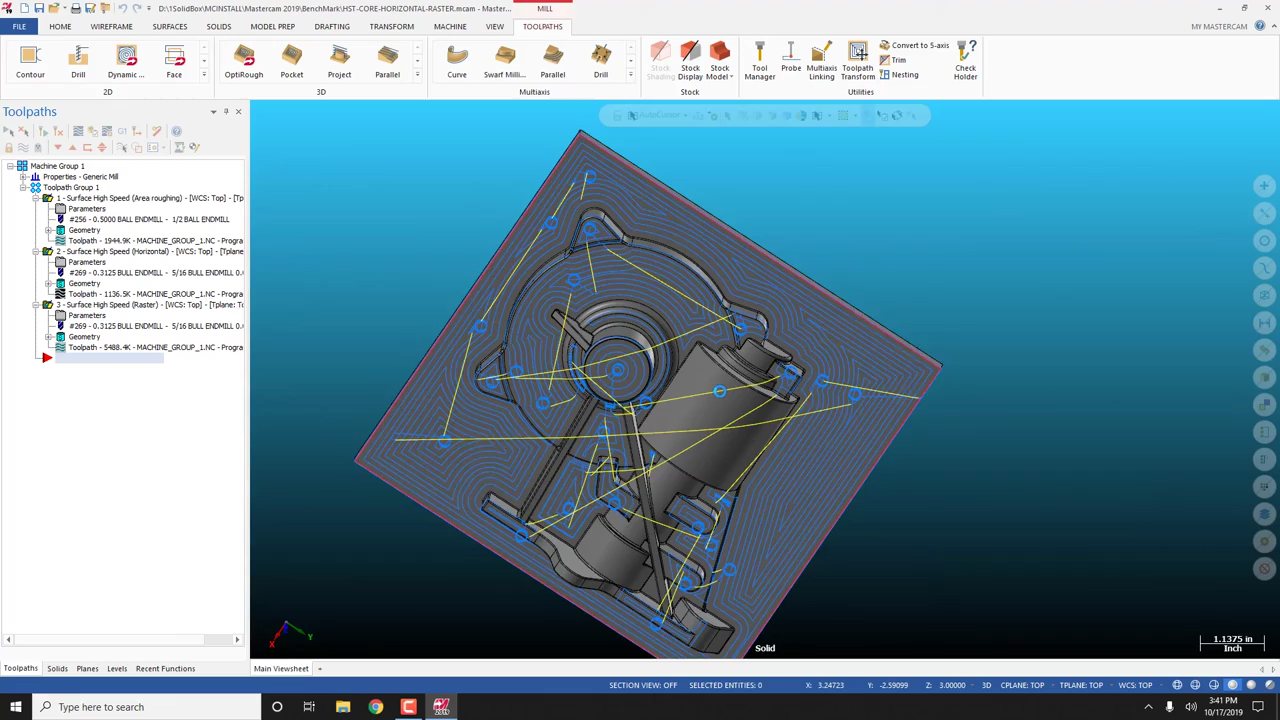 D:\!SolidBox\MCINSTALL\Mastercam 2019\BenchMark\HST-CORE-HORIZONTAL-RASTER.mcam - Master...
MILL
FILE HOME WIREFRAME SURFACES SOLIDS MODEL PREP DRAFTING TRANSFORM MACHINE VIEW TOOLPATHS MY MASTERCAM
Contour Drill Dynamic ... Face
2D
OptiRough Pocket Project Parallel
3D
Curve Swarf Milli... Parallel Drill
Multiaxis
Stock Shading Stock Display Stock Model
Stock
Tool Manager Probe Multiaxis Linking Toolpath Transform Convert to 5-axis Trim Nesting Check Holder
Utilities
Toolpaths
AutoCursor
G1
Machine Group 1
Properties - Generic Mill
Toolpath Group 1
1 - Surface High Speed (Area roughing) - [WCS: Top] - [Tp
Parameters
#256 - 0.5000 BALL ENDMILL - 1/2 BALL ENDMILL
Geometry
Toolpath - 1944.9K - MACHINE_GROUP_1.NC - Progra
2 - Surface High Speed (Horizontal) - [WCS: Top] - [Tplane:
Parameters
#269 - 0.3125 BULL ENDMILL - 5/16 BULL ENDMILL 0.
Geometry
Toolpath - 1136.5K - MACHINE_GROUP_1.NC - Progra
3 - Surface High Speed (Raster) - [WCS: Top] - [Tplane: To
Parameters
#269 - 0.3125 BULL ENDMILL - 5/16 BULL ENDMILL 0.
Geometry
Toolpath - 5488.4K - MACHINE_GROUP_1.NC - Progra
X Y
Solid
1.1375 in
Inch
Toolpaths Solids Planes Levels Recent Functions
Main Viewsheet +
SECTION VIEW: OFF SELECTED ENTITIES: 0 X: 3.24723 Y: -2.59099 Z: 3.00000 3D CPLANE: TOP TPLANE: TOP WCS: TOP
Type here to search
2019
3:41 PM
10/17/2019